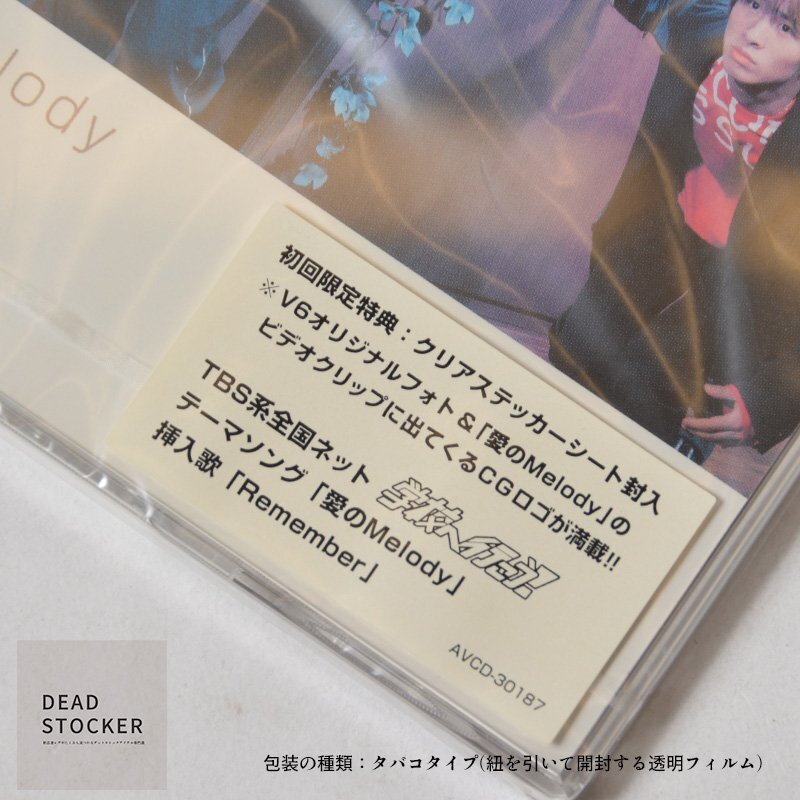 lody
初回限定特典：クリアステッカーシート封入
※V6オリジナルフォト&「愛のMelody」の
ビデオクリップに出てくるCGロゴが満載!!
TBS系全国ネット 学校へ行こう!
テーマソング「愛のMelody」
挿入歌「Remember」
AVCD-30187
DEAD
STOCKER
包装の種類：タバコタイプ(紐を引いて開封する透明フィルム)